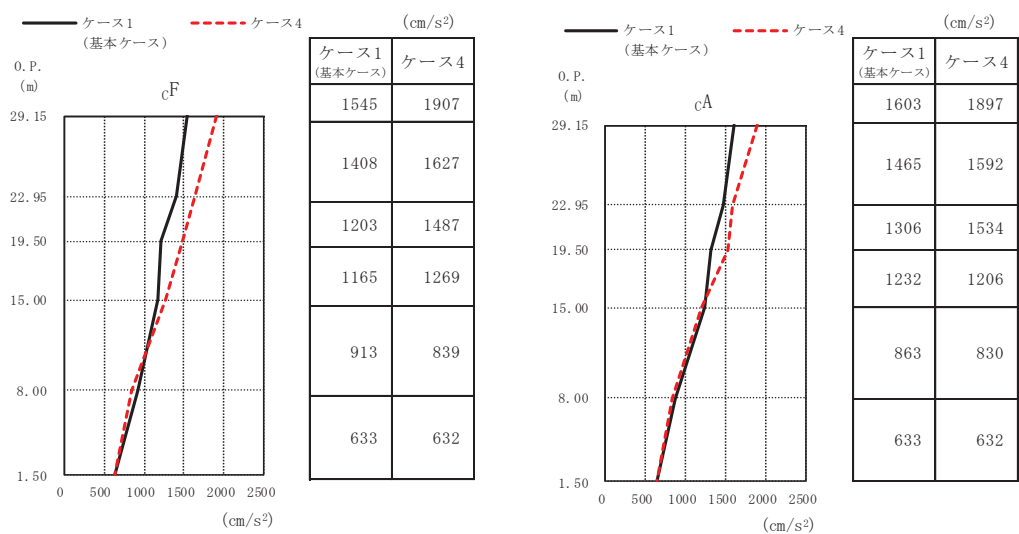 ケース1
(基本ケース)
ケース4
(cm/s²)
O.P.
(m)
CF
29.15
22.95
19.50
15.00
8.00
1.50
0 500 1000 1500 2000 2500
(cm/s²)
ケース1
(基本ケース)
ケース4
1545 1907
1408 1627
1203 1487
1165 1269
913 839
633 632
ケース1
(基本ケース)
ケース4
(cm/s²)
O.P.
(m)
CA
29.15
22.95
19.50
15.00
8.00
1.50
0 500 1000 1500 2000 2500
(cm/s²)
ケース1
(基本ケース)
ケース4
1603 1897
1465 1592
1306 1534
1232 1206
863 830
633 632